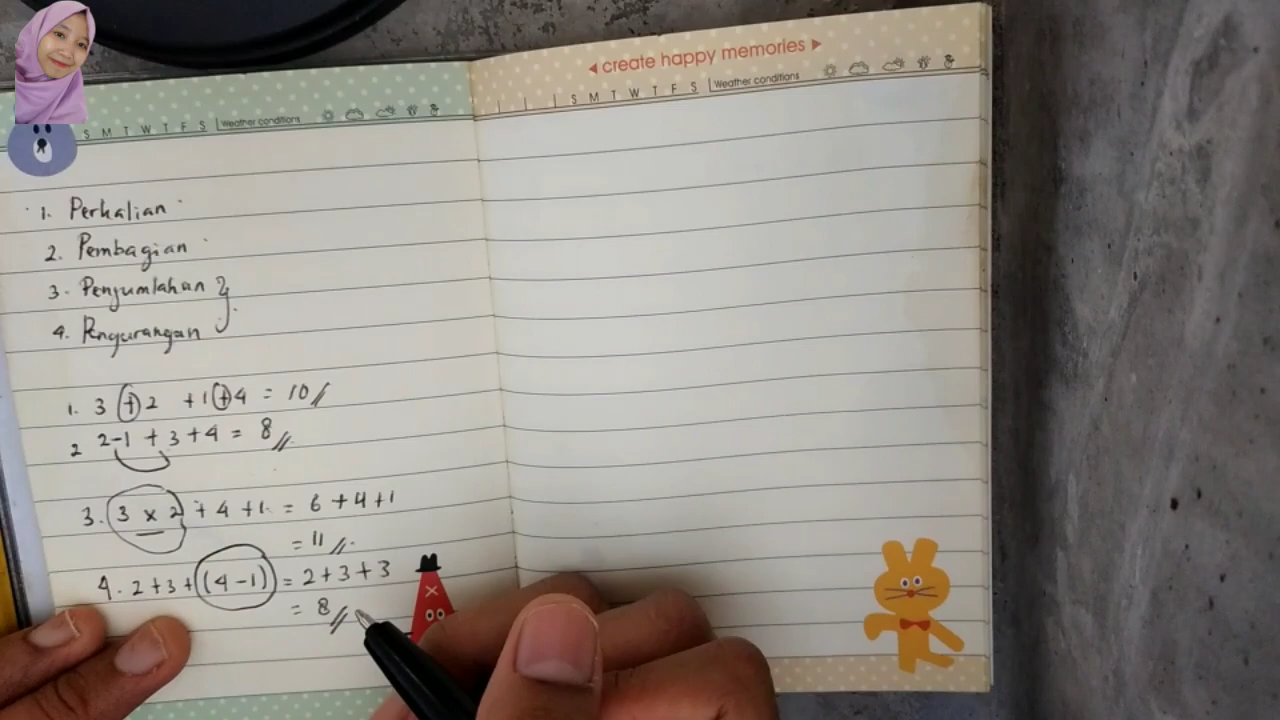 S M T W T F S Weather conditions
1. Perkalian
2. Pembagian
3. Penjumlahan
4. Pengurangan
1. 3 + 2 + 1 + 4 = 10 //
2 2 - 1 + 3 + 4 = 8 //
3. 3 x 2 + 4 + 1 = 6 + 4 + 1
= 11 //
4. 2 + 3 + (4 - 1) = 2 + 3 + 3
= 8 //
create happy memories
S M T W T F S Weather conditions